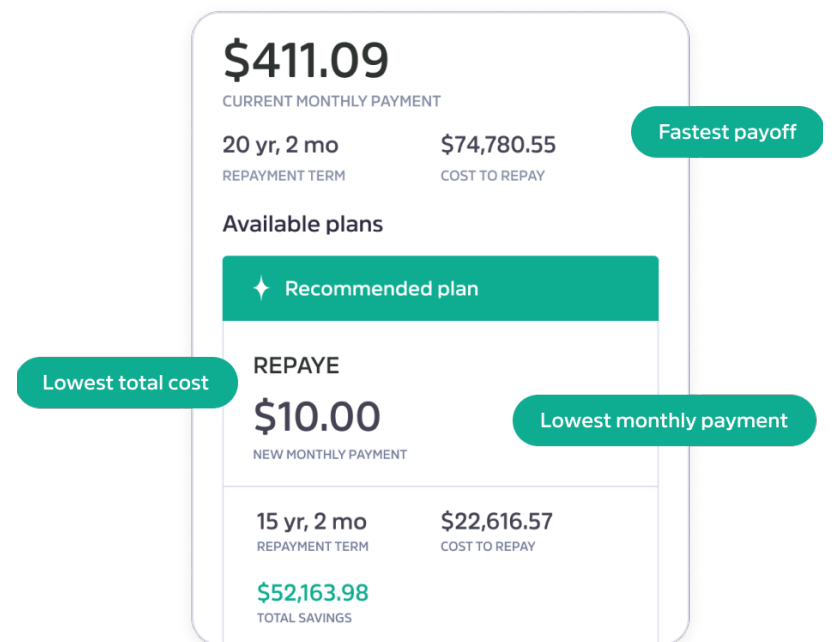 $411.09
CURRENT MONTHLY PAYMENT
Fastest payoff
20 yr, 2 mo $74,780.55
REPAYMENT TERM COST TO REPAY
Available plans
Recommended plan
REPAYE
Lowest total cost
$10.00
Lowest monthly payment
NEW MONTHLY PAYMENT
15 yr, 2 mo $22,616.57
REPAYMENT TERM COST TO REPAY
$52,163.98
TOTAL SAVINGS